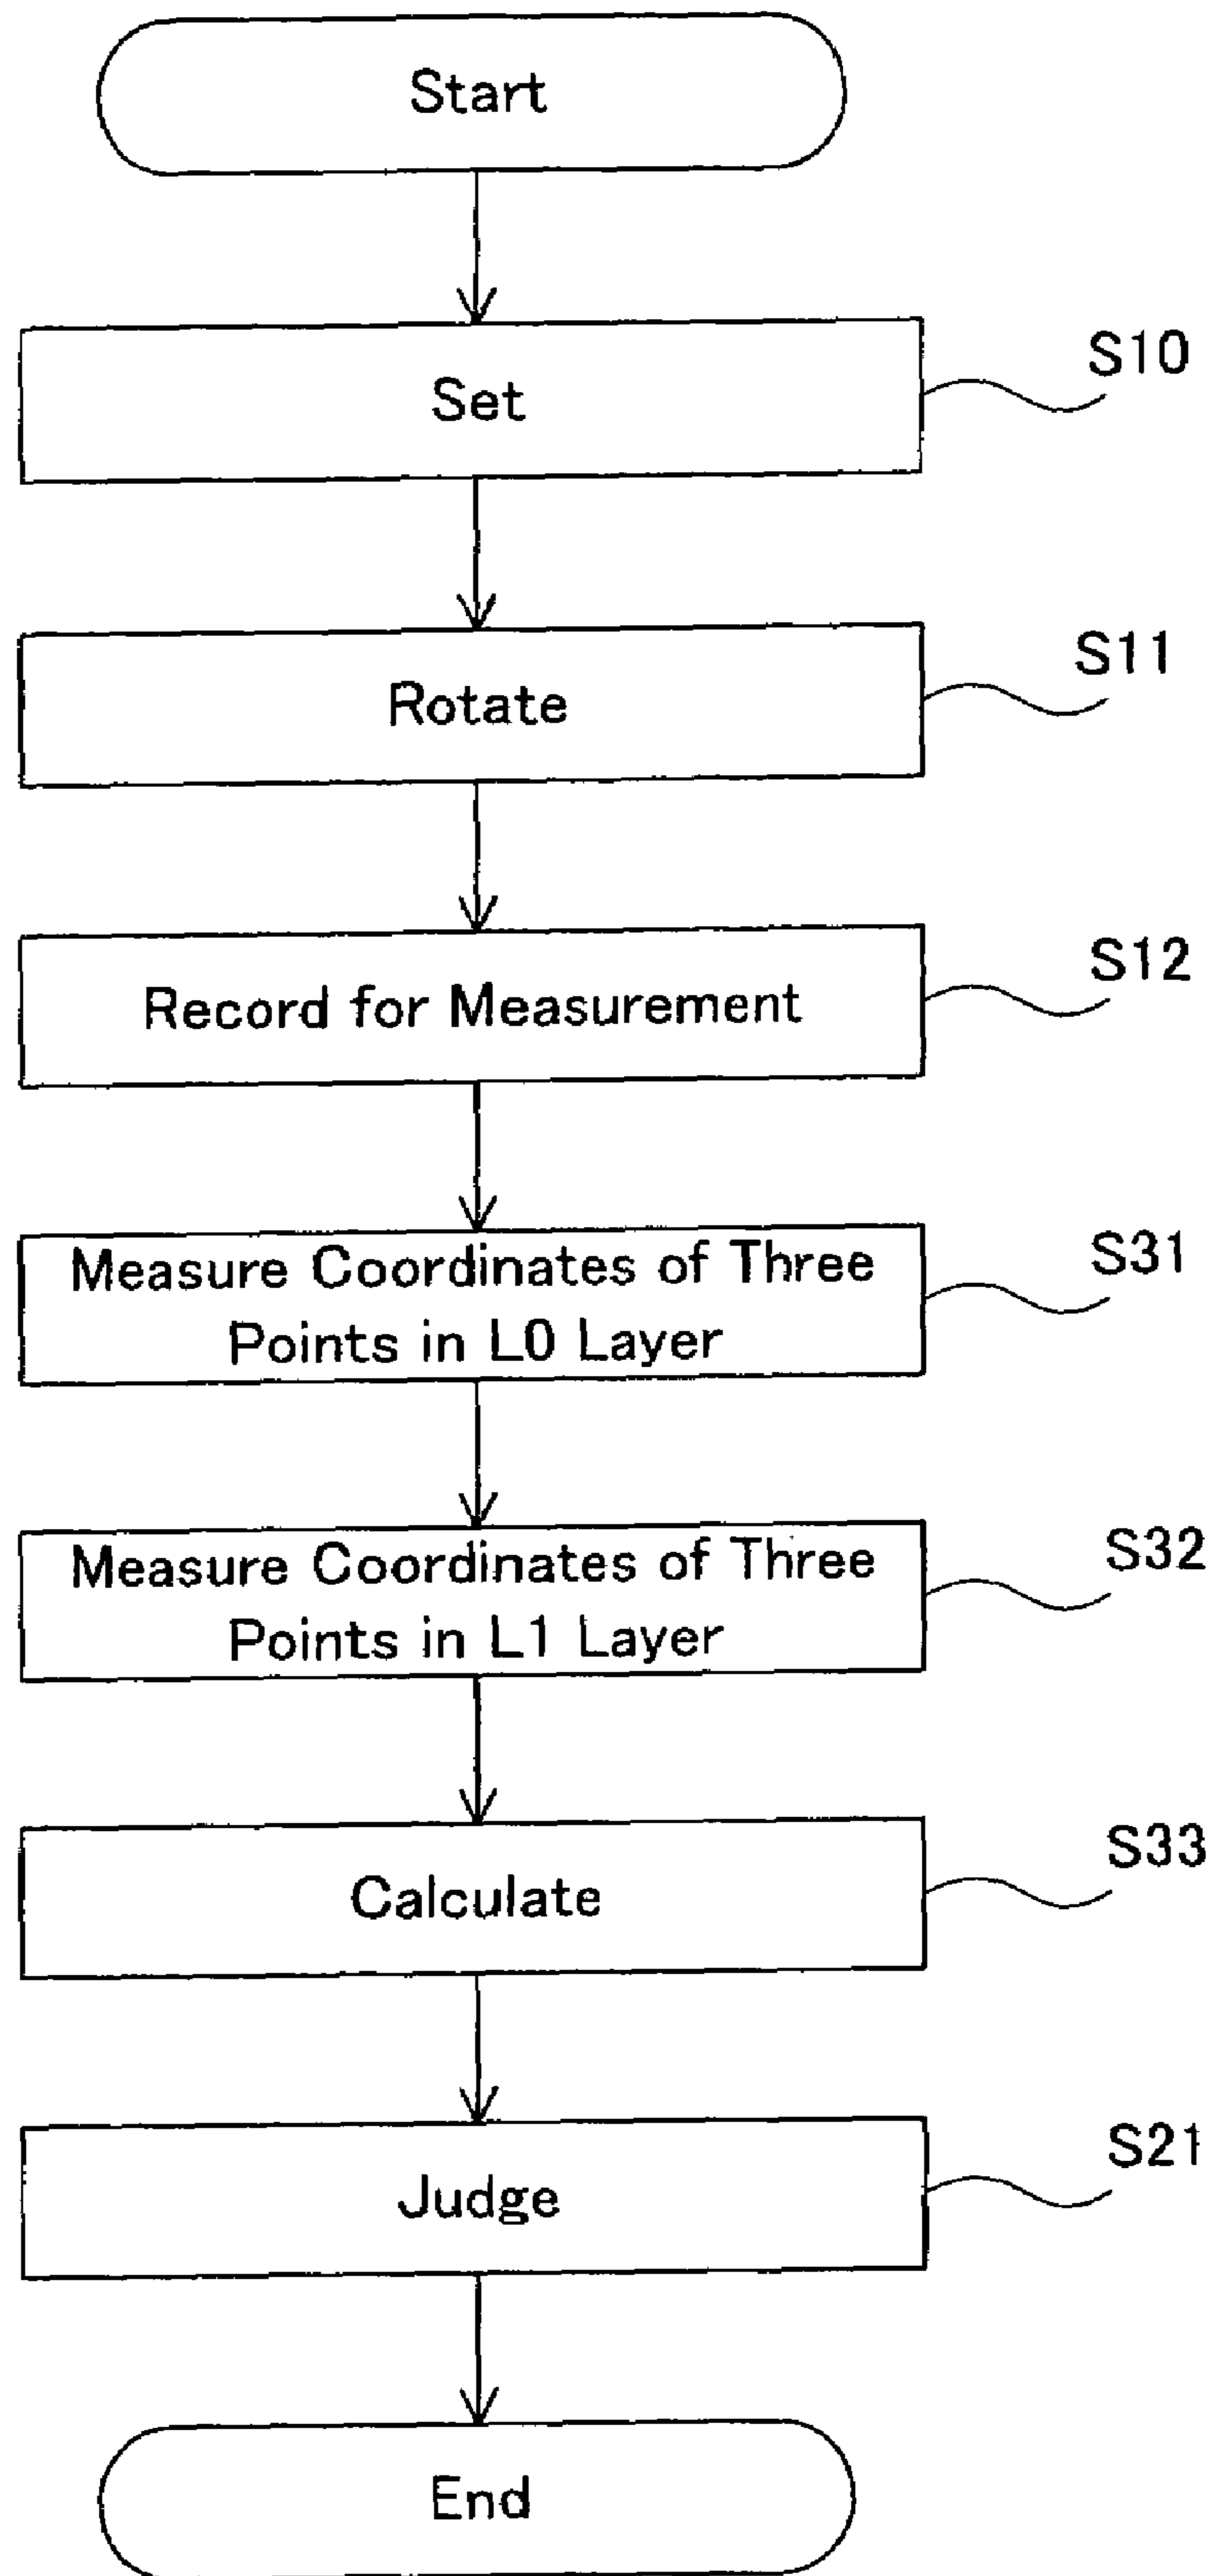 Start
Set
S10
Rotate
S11
Record for Measurement
S12
Measure Coordinates of Three
Points in L0 Layer
S31
Measure Coordinates of Three
Points in L1 Layer
S32
Calculate
S33
Judge
S21
End